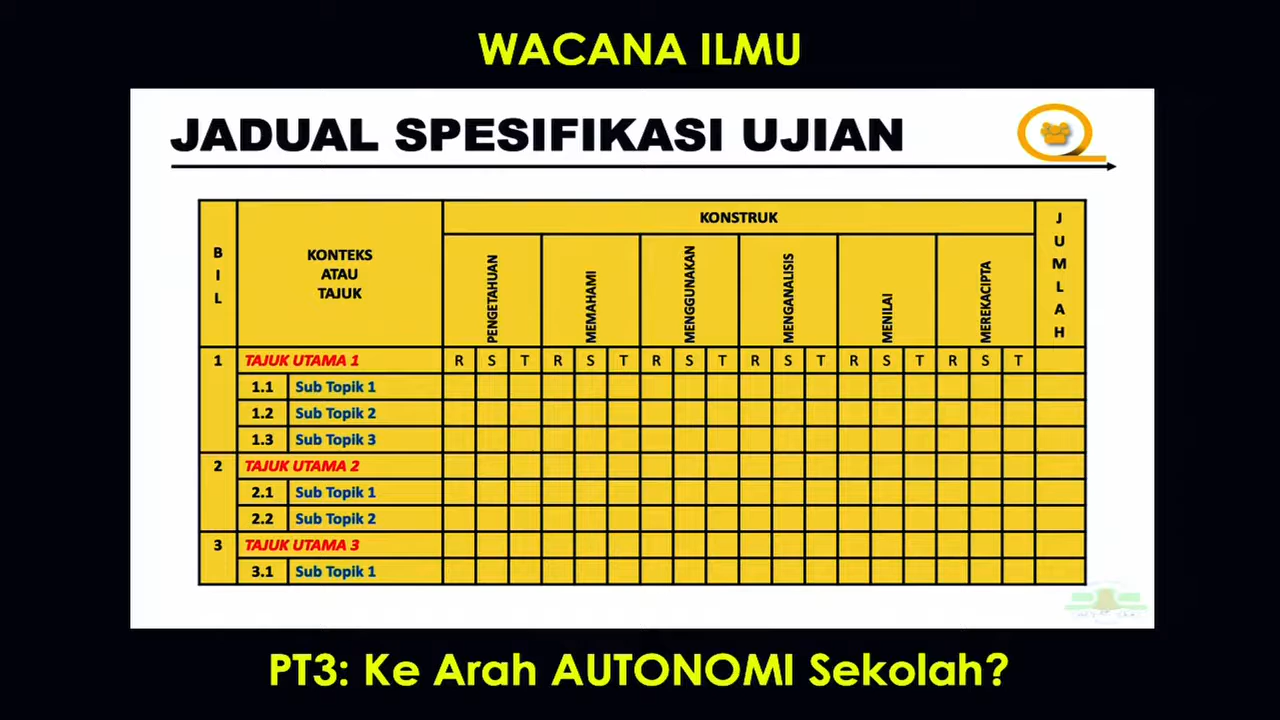 WACANA ILMU
JADUAL SPESIFIKASI UJIAN
BIL
KONTEKS
ATAU
TAJUK
KONSTRUK
JUMLAH
PENGETAHUAN
MEMAHAMI
MENGGUNAKAN
MENGANALISIS
MENILAI
MEREKACIPTA
1 TAJUK UTAMA 1 R S T R S T R S T R S T R S T R S T
1.1 Sub Topik 1
1.2 Sub Topik 2
1.3 Sub Topik 3
2 TAJUK UTAMA 2
2.1 Sub Topik 1
2.2 Sub Topik 2
3 TAJUK UTAMA 3
3.1 Sub Topik 1
PT3: Ke Arah AUTONOMI Sekolah?